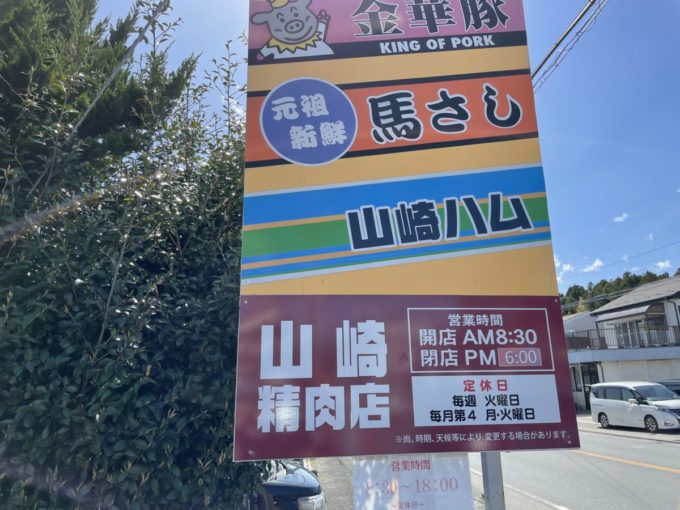 金華豚
KING OF PORK
元祖
新鮮
馬さし
山崎ハム
山崎
精肉店
営業時間
開店 AM8:30
閉店 PM 6:00
定休日
毎週 火曜日
毎月第4 月・火曜日
※尚、時期、天候等により変更する場合があります。
営業時間
8:30〜18:00
〜定休日〜